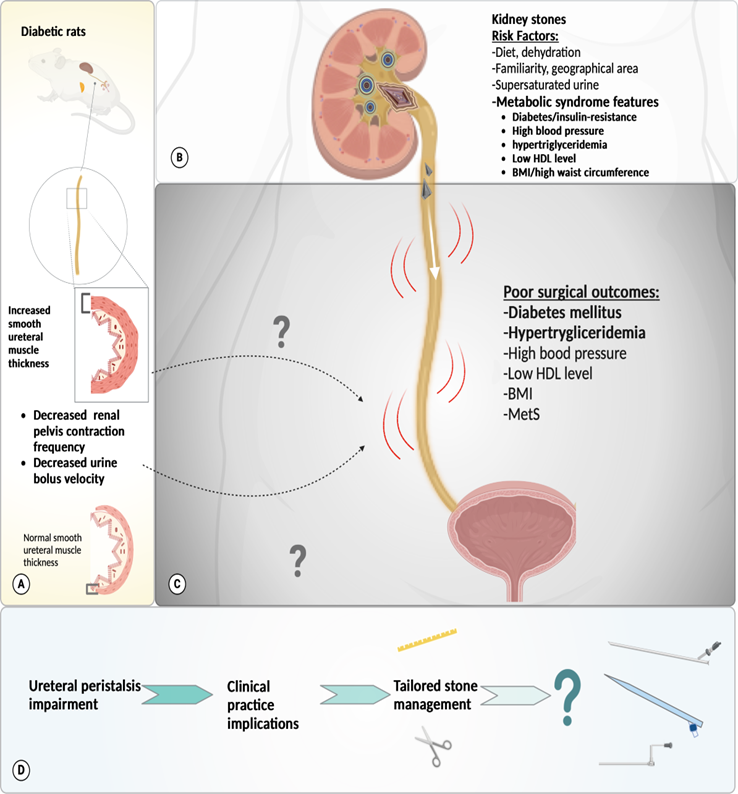 Diabetic rats
Increased
smooth
ureteral
muscle
thickness
• Decreased renal
pelvis contraction
frequency
• Decreased urine
bolus velocity
Normal smooth
ureteral muscle
thickness
A
Kidney stones
Risk Factors:
-Diet, dehydration
-Familiarity, geographical area
-Supersaturated urine
-Metabolic syndrome features
• Diabetes/insulin-resistance
• High blood pressure
• hypertriglyceridemia
• Low HDL level
• BMI/high waist circumference
B
?
Poor surgical outcomes:
-Diabetes mellitus
-Hypertrygliceridemia
-High bood pressure
-Low HDL level
-BMI
-MetS
?
C
Ureteral peristalsis
impairment
Clinical
practice
implications
Tailored stone
management
?
D